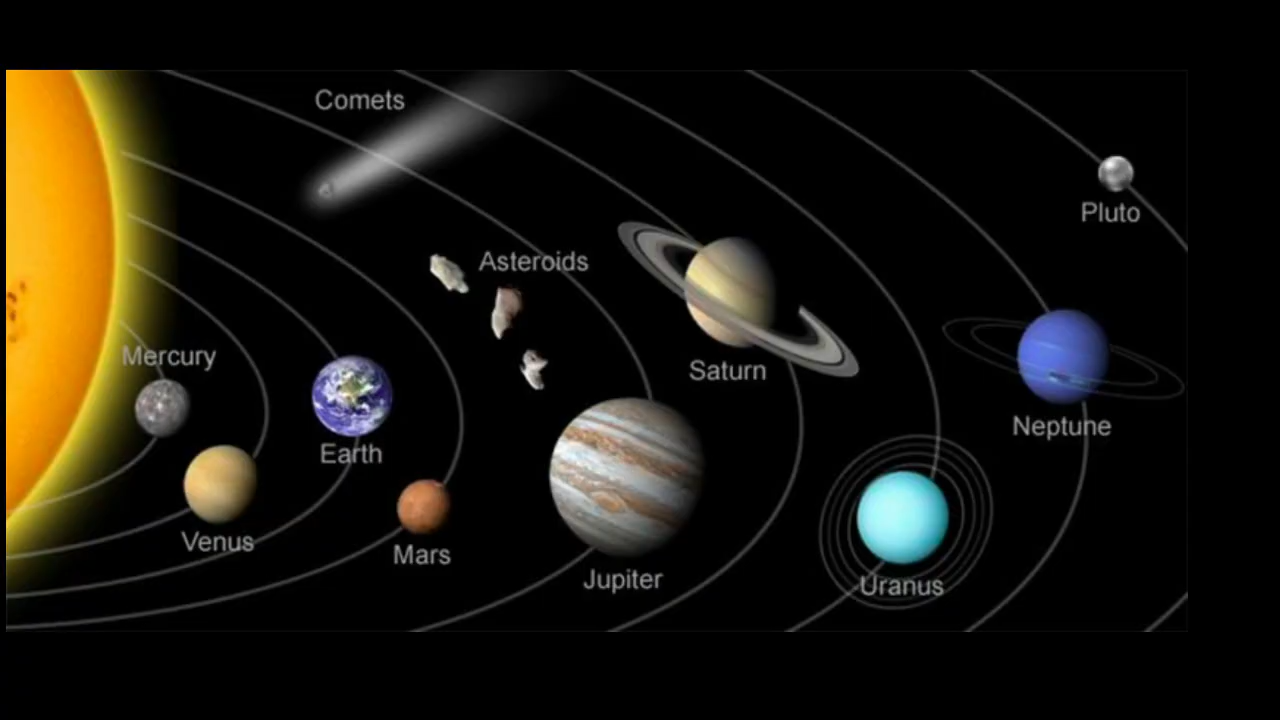 Comets
Pluto
Asteroids
Mercury
Saturn
Neptune
Earth
Venus
Mars
Jupiter
Uranus